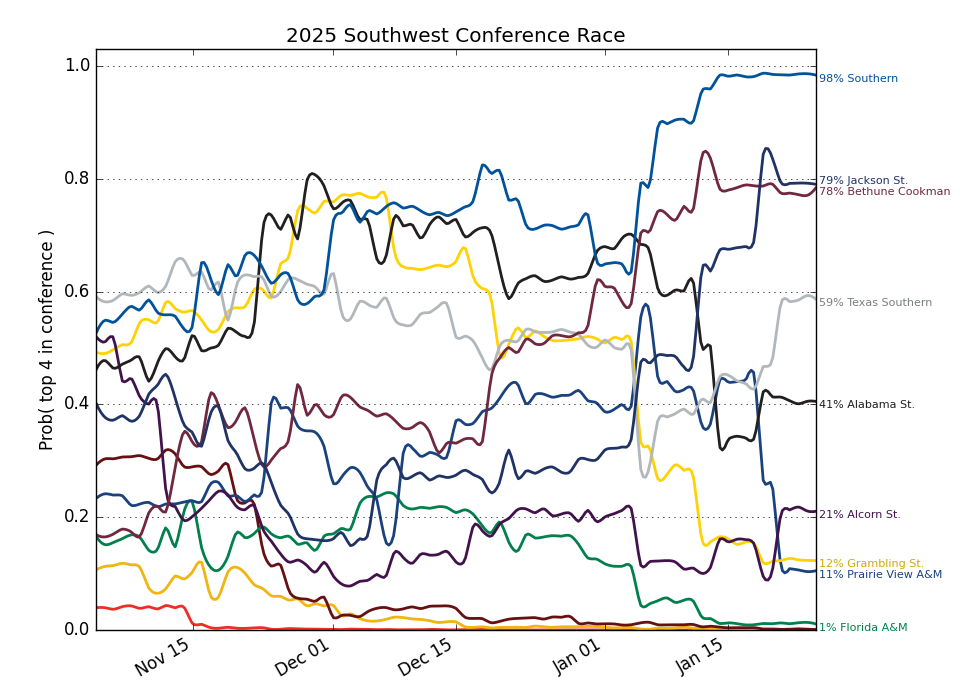 2025 Southwest Conference Race
Prob( top 4 in conference )
1.0
0.8
0.6
0.4
0.2
0.0
Nov 15
Dec 01
Dec 15
Jan 01
Jan 15
98% Southern
79% Jackson St.
78% Bethune Cookman
59% Texas Southern
41% Alabama St.
21% Alcorn St.
12% Grambling St.
11% Prairie View A&M
1% Florida A&M